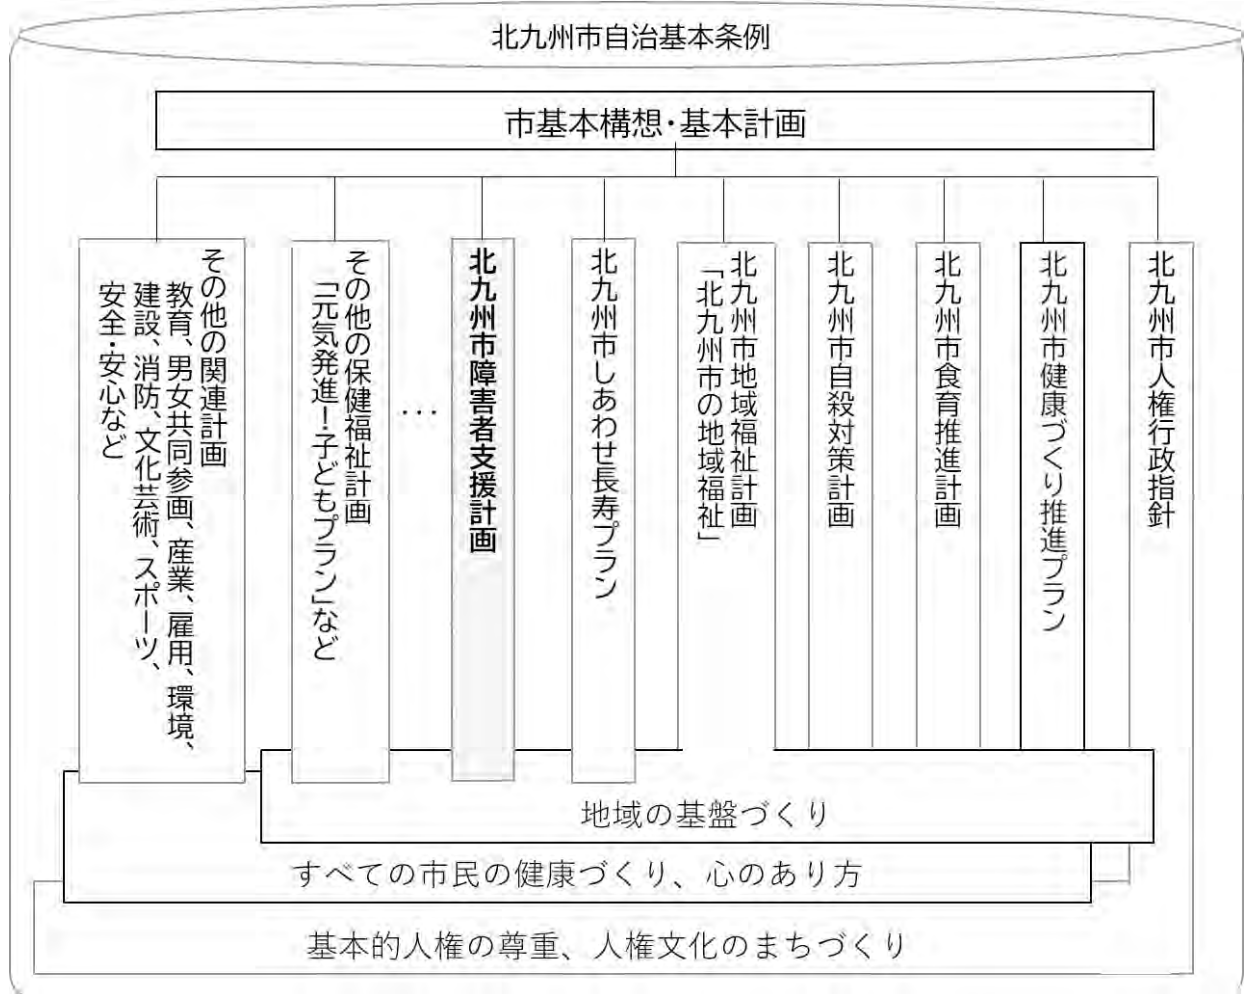 北九州市自治基本条例
市基本構想・基本計画
その他の関連計画
教育、男女共同参画、産業、雇用、環境、
建設、消防、文化芸術、スポーツ、
安全・安心など
その他の保健福祉計画
「元気発進！子どもプラン」など
…
北九州市障害者支援計画
北九州市しあわせ長寿プラン
北九州市地域福祉計画
「北九州市の地域福祉」
北九州市自殺対策計画
北九州市食育推進計画
北九州市健康づくり推進プラン
北九州市人権行政指針
地域の基盤づくり
すべての市民の健康づくり、心のあり方
基本的人権の尊重、人権文化のまちづくり